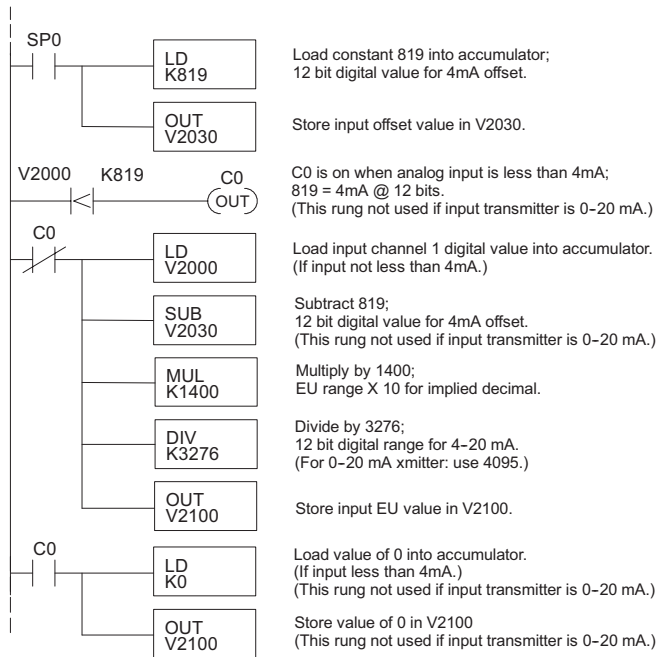 SP0
LD
K819
Load constant 819 into accumulator;
12 bit digital value for 4mA offset.
OUT
V2030
Store input offset value in V2030.
V2000 K819 C0
< OUT
C0 is on when analog input is less than 4mA;
819 = 4mA @ 12 bits.
(This rung not used if input transmitter is 0-20 mA.)
C0
LD
V2000
Load input channel 1 digital value into accumulator.
(If input not less than 4mA.)
SUB
V2030
Subtract 819;
12 bit digital value for 4mA offset.
(This rung not used if input transmitter is 0-20 mA.)
MUL
K1400
Multiply by 1400;
EU range X 10 for implied decimal.
DIV
K3276
Divide by 3276;
12 bit digital range for 4-20 mA.
(For 0-20 mA xmitter: use 4095.)
OUT
V2100
Store input EU value in V2100.
C0
LD
K0
Load value of 0 into accumulator.
(If input less than 4mA.)
(This rung not used if input transmitter is 0-20 mA.)
OUT
V2100
Store value of 0 in V2100
(This rung not used if input transmitter is 0-20 mA.)